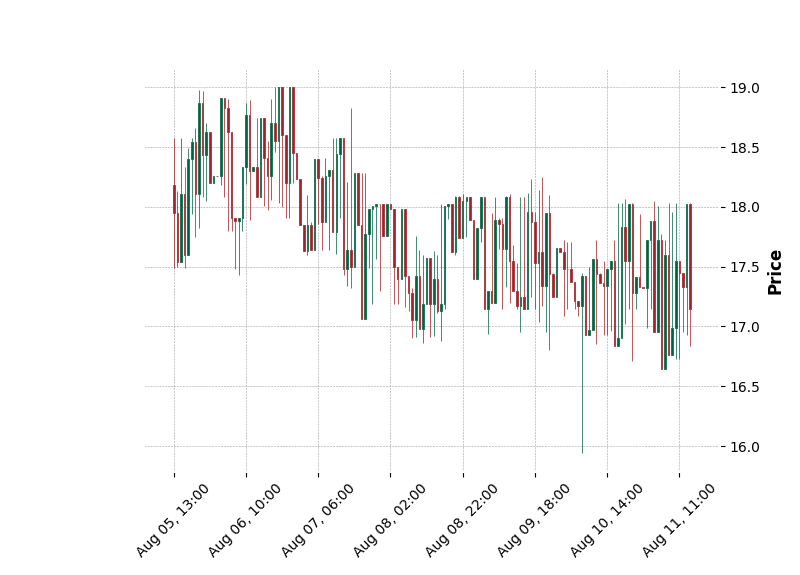 19.0
18.5
18.0
17.5
17.0
16.5
16.0
Price
Aug 05, 13:00
Aug 06, 10:00
Aug 07, 06:00
Aug 08, 02:00
Aug 08, 22:00
Aug 09, 18:00
Aug 10, 14:00
Aug 11, 11:00